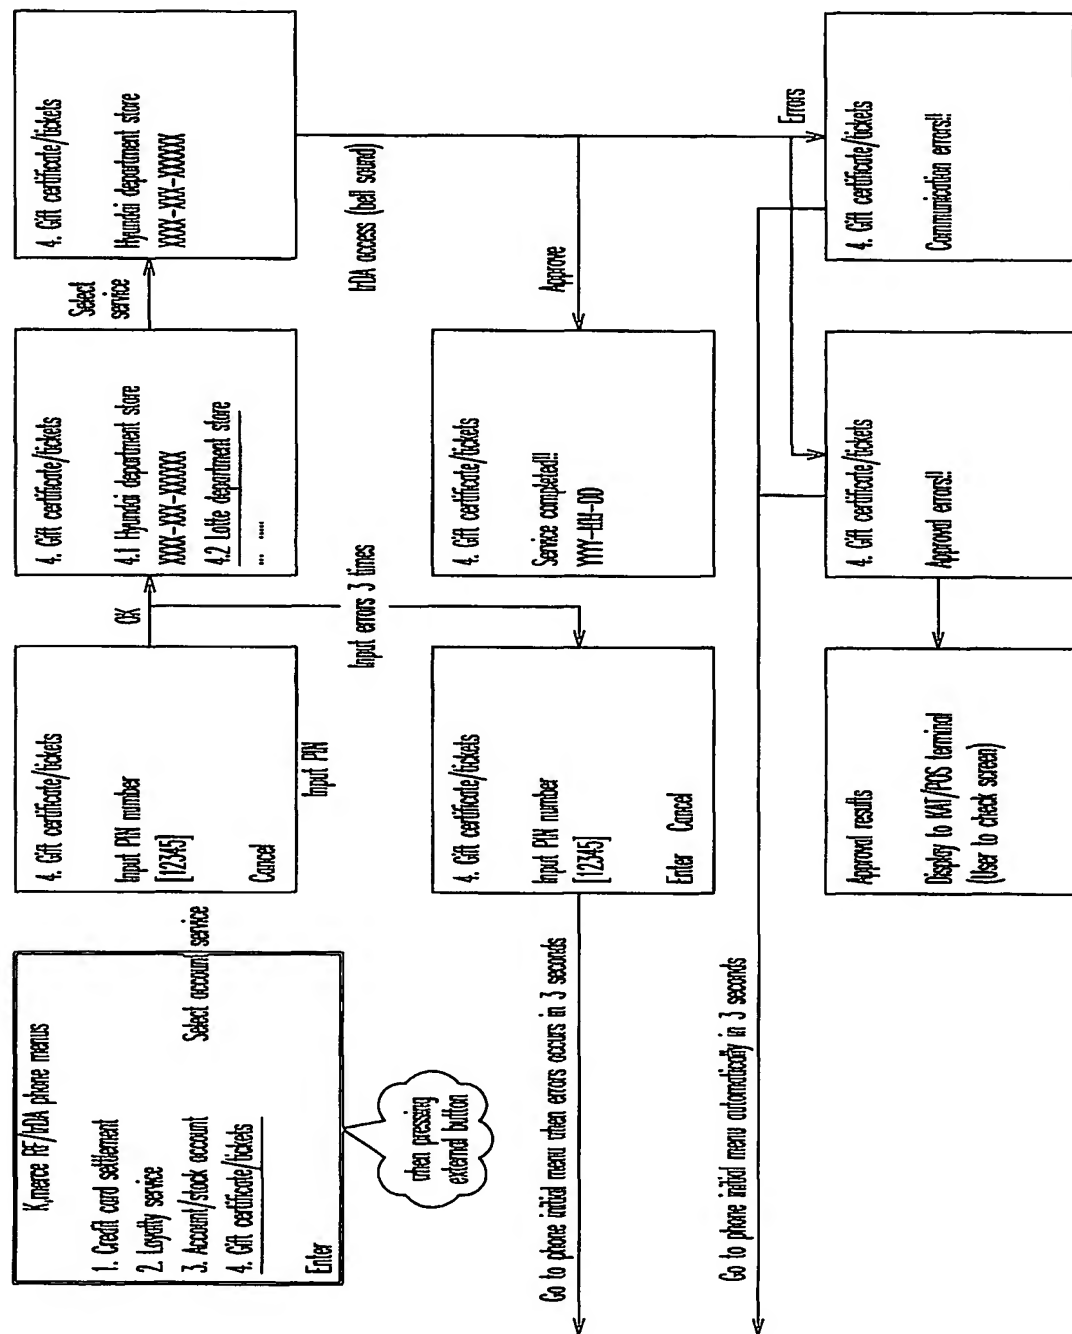 K,merce RF/IrDA phone menus
1. Credit card settlement
2. Loyalty service
3. Account/stock account
4. Gift certificate/tickets
Enter
Select account service
when pressing
external button
4. Gift certificate/tickets
Input PIN number
[12345]
Cancel
Input PIN
OK
4. Gift certificate/tickets
4.1 Hyundai department store
XXXX-XXX-XXXXXX
4.2 Lotte department store
... .....
Select
service
4. Gift certificate/tickets
Hyundai department store
XXXX-XXX-XXXXXX
Input errors 3 times
IrDA access (bell sound)
4. Gift certificate/tickets
Input PIN number
[12345]
Enter Cancel
Go to phone initial menu when errors occurs in 3 seconds
Approve
4. Gift certificate/tickets
Service completed!!
YYYY-HH-DD
Errors
Go to phone initial menu automatically in 3 seconds
Approval results
Display to KAT/POS terminal
(User to check screen)
4. Gift certificate/tickets
Approval errors!!
4. Gift certificate/tickets
Communication errors!!